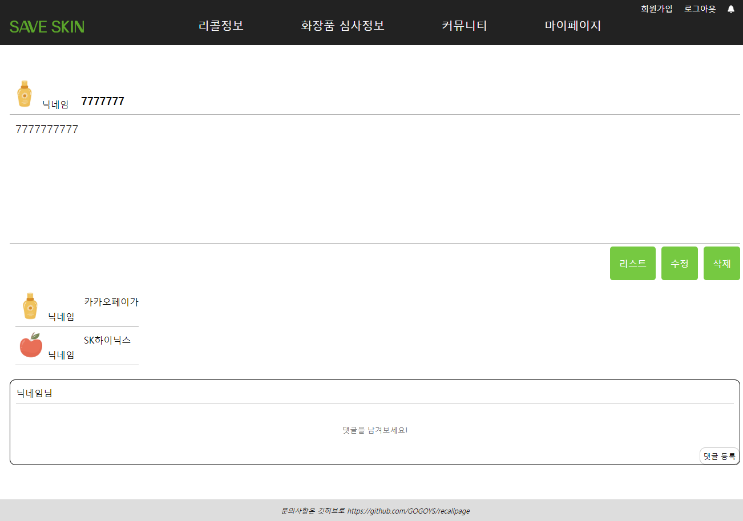 회원가입 로그아웃
SAVE SKIN 리콜정보 화장품 심사정보 커뮤니티 마이페이지
닉네임 7777777
7777777777
리스트 수정 삭제
카카오페이가
닉네임
SK하이닉스
닉네임
닉네임님
댓글을 남겨보세요!
댓글 등록
문의사항은 깃허브로 https://github.com/GOGOYS/recallpage